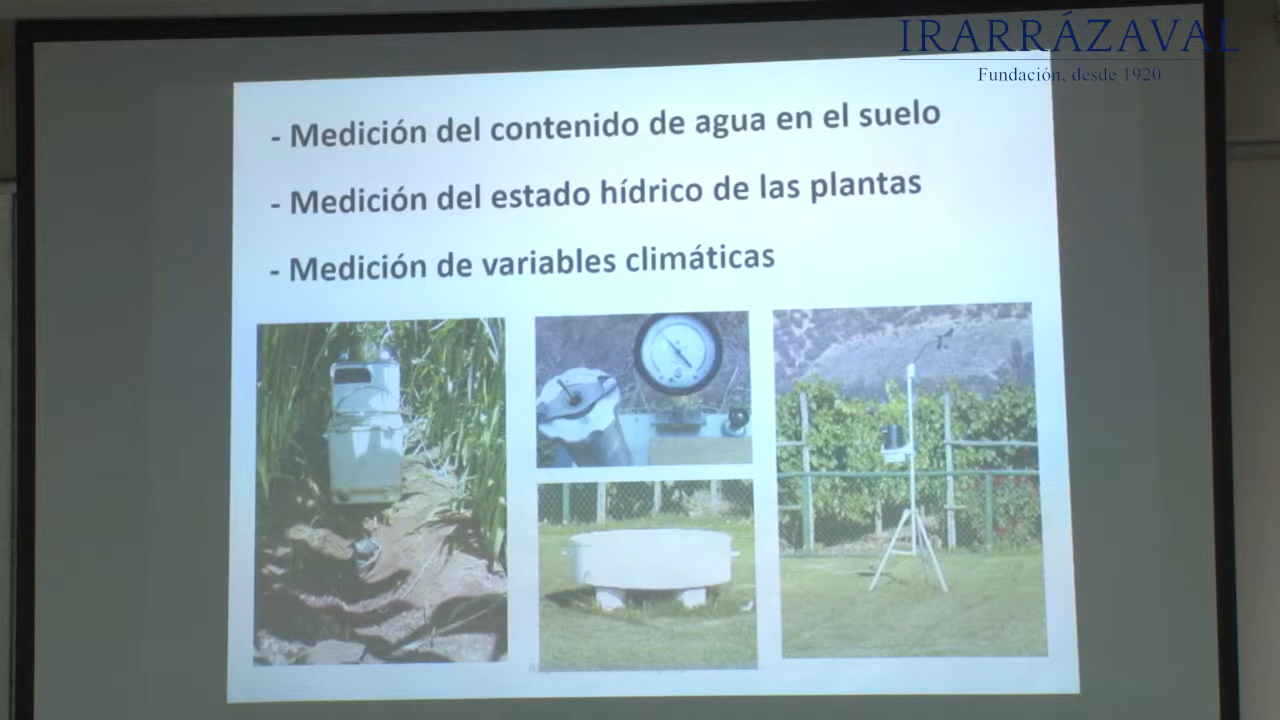 IRARRÁZAVAL
Fundación, desde 1920
- Medición del contenido de agua en el suelo
- Medición del estado hídrico de las plantas
- Medición de variables climáticas